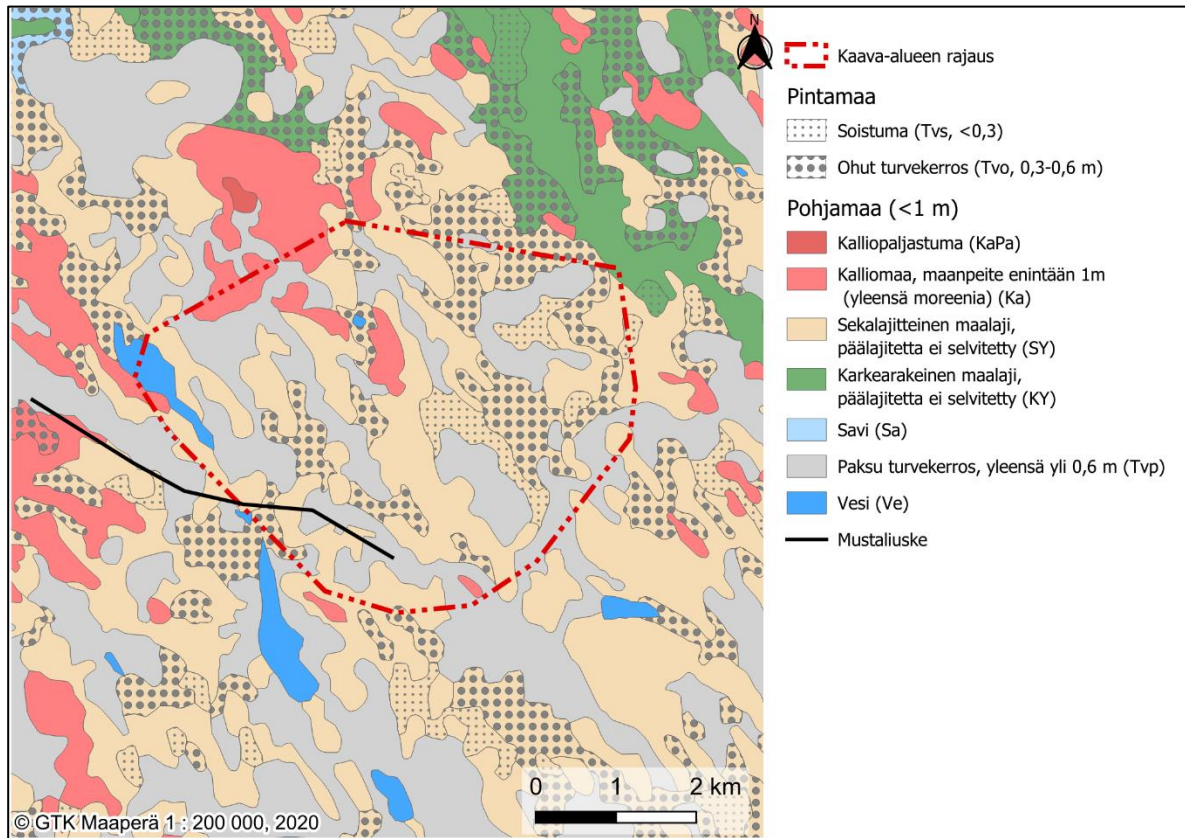 N
Kaava-alueen rajaus
Pintamaa
Soistuma (Tvs, <0,3)
Ohut turvekerros (Tvo, 0,3-0,6 m)
Pohjamaa (<1 m)
Kalliopaljastuma (KaPa)
Kalliomaa, maanpeite enintään 1m
(yleensä moreenia) (Ka)
Sekalajitteinen maalaji,
päälajitetta ei selvitetty (SY)
Karkearakeinen maalaji,
päälajitetta ei selvitetty (KY)
Savi (Sa)
Paksu turvekerros, yleensä yli 0,6 m (Tvp)
Vesi (Ve)
Mustaliuske
0 1 2 km
© GTK Maaperä 1 : 200 000, 2020